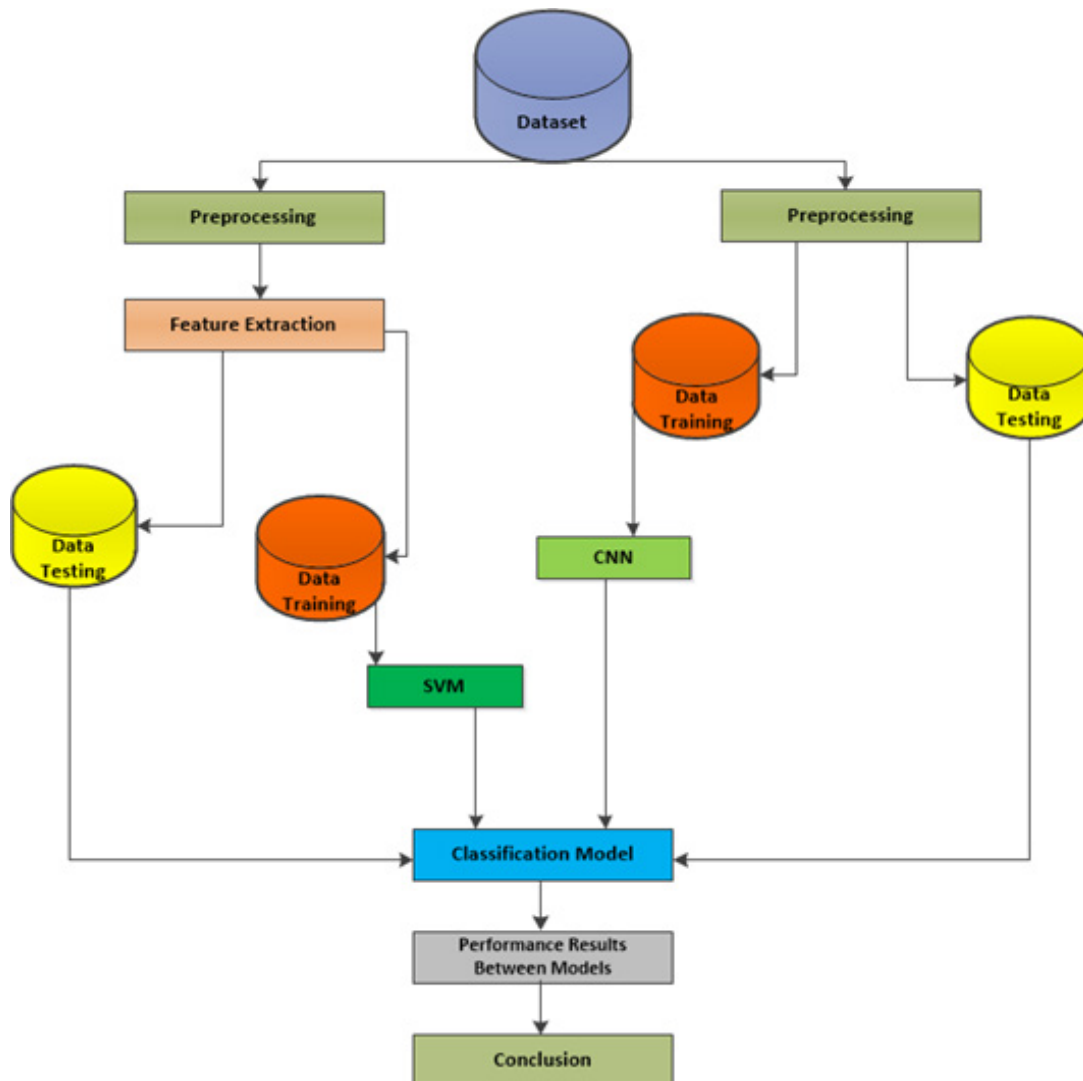 Dataset
Preprocessing
Preprocessing
Feature Extraction
Data
Training
Data
Testing
Data
Testing
Data
Training
CNN
SVM
Classification Model
Performance Results
Between Models
Conclusion